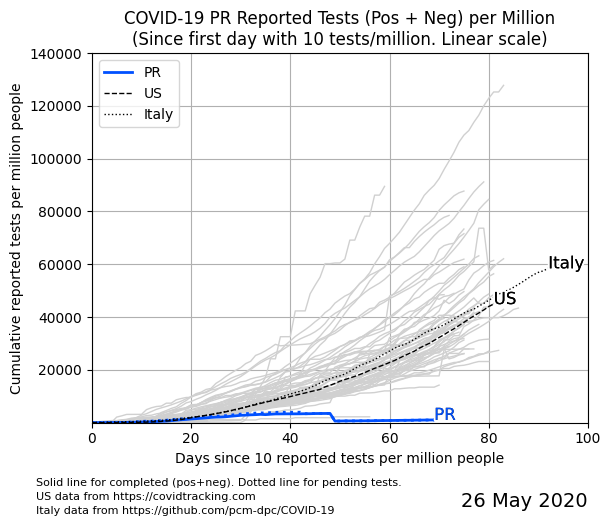 COVID-19 PR Reported Tests (Pos + Neg) per Million
(Since first day with 10 tests/million. Linear scale)
Cumulative reported tests per million people
140000
120000
100000
80000
60000
40000
20000
PR
US
Italy
Italy
US
PR
0 20 40 60 80 100
Days since 10 reported tests per million people
Solid line for completed (pos+neg). Dotted line for pending tests.
US data from https://covidtracking.com
Italy data from https://github.com/pcm-dpc/COVID-19
26 May 2020